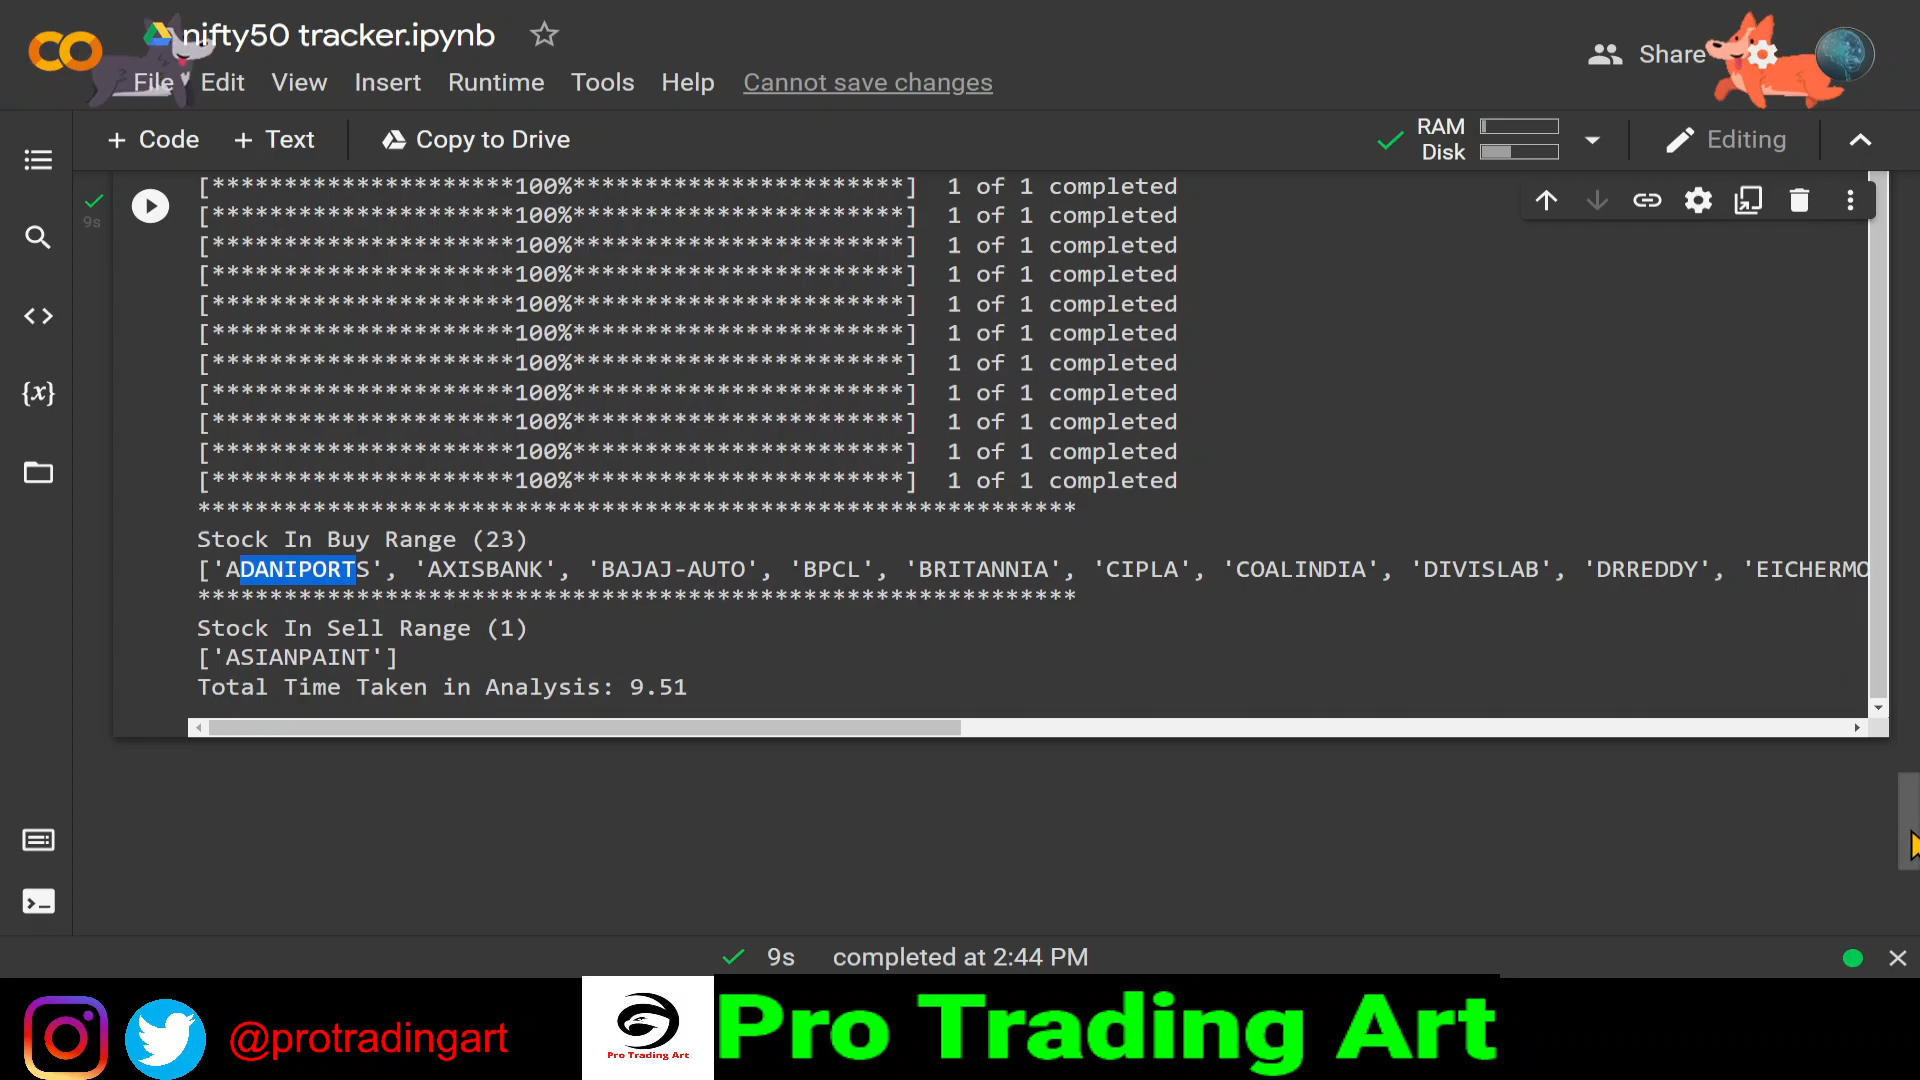 nifty50 tracker.ipynb
Share
File Edit View Insert Runtime Tools Help Cannot save changes
+ Code + Text Copy to Drive
RAM
Disk
Editing
9s
[*********************100%***********************]  1 of 1 completed
[*********************100%***********************]  1 of 1 completed
[*********************100%***********************]  1 of 1 completed
[*********************100%***********************]  1 of 1 completed
[*********************100%***********************]  1 of 1 completed
[*********************100%***********************]  1 of 1 completed
[*********************100%***********************]  1 of 1 completed
[*********************100%***********************]  1 of 1 completed
[*********************100%***********************]  1 of 1 completed
[*********************100%***********************]  1 of 1 completed
[*********************100%***********************]  1 of 1 completed
*************************************************************
Stock In Buy Range (23)
['ADANIPORTS', 'AXISBANK', 'BAJAJ-AUTO', 'BPCL', 'BRITANNIA', 'CIPLA', 'COALINDIA', 'DIVISLAB', 'DRREDDY', 'EICHERMO
*************************************************************
Stock In Sell Range (1)
['ASIANPAINT']
Total Time Taken in Analysis: 9.51
9s completed at 2:44 PM
@protradingart
Pro Trading Art
Pro Trading Art